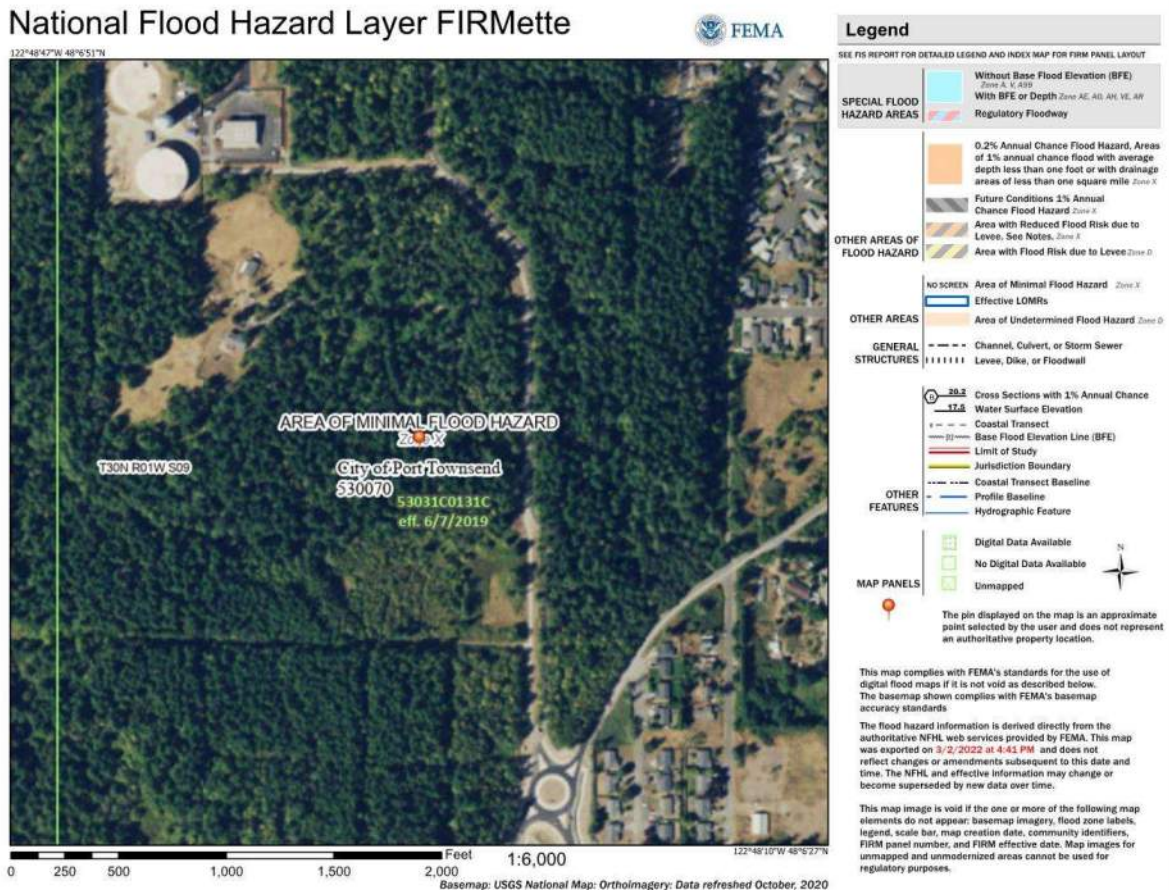 National Flood Hazard Layer FIRMette
FEMA
122°48'47"W 48°6'51"N
AREA OF MINIMAL FLOOD HAZARD
Zone X
T30N R01W S09
City of Port Townsend
530070
53031C0131C
eff. 6/7/2019
Feet
0 250 500 1,000 1,500 2,000
1:6,000
122°48'10"W 48°6'27"N
Basemap: USGS National Map: Orthoimagery: Data refreshed October, 2020
Legend
SEE FIS REPORT FOR DETAILED LEGEND AND INDEX MAP FOR FIRM PANEL LAYOUT
SPECIAL FLOOD
HAZARD AREAS
Without Base Flood Elevation (BFE)
Zone A, V, A99
With BFE or Depth Zone AE, AO, AH, VE, AR
Regulatory Floodway
OTHER AREAS OF
FLOOD HAZARD
0.2% Annual Chance Flood Hazard, Areas
of 1% annual chance flood with average
depth less than one foot or with drainage
areas of less than one square mile Zone X
Future Conditions 1% Annual
Chance Flood Hazard Zone X
Area with Reduced Flood Risk due to
Levee. See Notes. Zone X
Area with Flood Risk due to Levee Zone D
OTHER AREAS
NO SCREEN Area of Minimal Flood Hazard Zone X
Effective LOMRs
Area of Undetermined Flood Hazard Zone D
GENERAL
STRUCTURES
Channel, Culvert, or Storm Sewer
Levee, Dike, or Floodwall
OTHER
FEATURES
B 20.2 Cross Sections with 1% Annual Chance
17.5 Water Surface Elevation
8 Coastal Transect
513 Base Flood Elevation Line (BFE)
Limit of Study
Jurisdiction Boundary
Coastal Transect Baseline
Profile Baseline
Hydrographic Feature
MAP PANELS
Digital Data Available
No Digital Data Available
Unmapped
N
The pin displayed on the map is an approximate
point selected by the user and does not represent
an authoritative property location.
This map complies with FEMA's standards for the use of
digital flood maps if it is not void as described below.
The basemap shown complies with FEMA's basemap
accuracy standards
The flood hazard information is derived directly from the
authoritative NFHL web services provided by FEMA. This map
was exported on 3/2/2022 at 4:41 PM and does not
reflect changes or amendments subsequent to this date and
time. The NFHL and effective information may change or
become superseded by new data over time.
This map image is void if the one or more of the following map
elements do not appear: basemap imagery, flood zone labels,
legend, scale bar, map creation date, community identifiers,
FIRM panel number, and FIRM effective date. Map images for
unmapped and unmodernized areas cannot be used for
regulatory purposes.